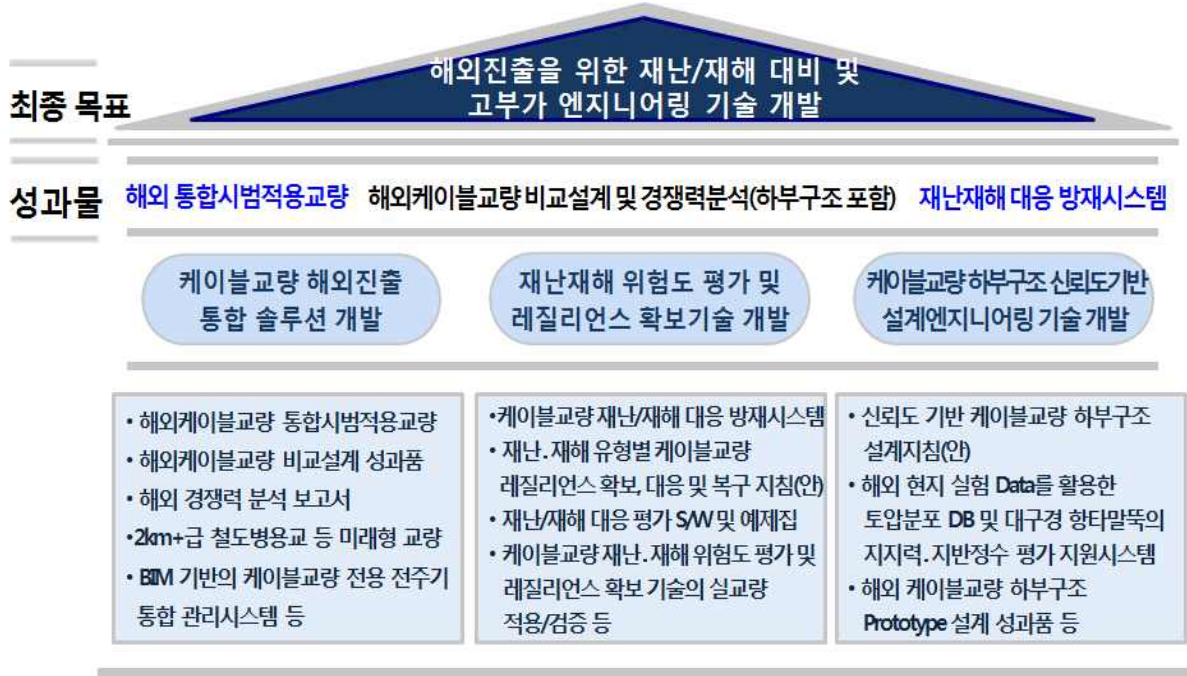 해외진출을 위한 재난/재해 대비 및
고부가 엔지니어링 기술 개발
최종 목표
성과물
해외 통합시범적용교량 해외케이블교량 비교설계 및 경쟁력분석(하부구조 포함) 재난재해 대응 방재시스템
케이블교량 해외진출
통합 솔루션 개발
재난재해 위험도 평가 및
레질리언스 확보기술 개발
케이블교량 하부구조 신뢰도기반
설계엔지니어링 기술 개발
• 해외케이블교량 통합시범적용교량
• 해외케이블교량 비교설계 성과품
• 해외 경쟁력 분석 보고서
•2km+급 철도병용교 등 미래형 교량
• BIM 기반의 케이블교량 전용 전주기
통합 관리시스템 등
•케이블교량 재난/재해 대응 방재시스템
• 재난.재해 유형별 케이블교량
레질리언스 확보, 대응 및 복구 지침(안)
• 재난/재해 대응 평가 S/W 및 예제집
• 케이블교량 재난.재해 위험도 평가 및
레질리언스 확보 기술의 실교량
적용/검증 등
• 신뢰도 기반 케이블교량 하부구조
설계지침(안)
• 해외 현지 실험 Data를 활용한
토압분포 DB 및 대구경 항타말뚝의
지지력.지반정수 평가 지원시스템
• 해외 케이블교량 하부구조
Prototype 설계 성과품 등